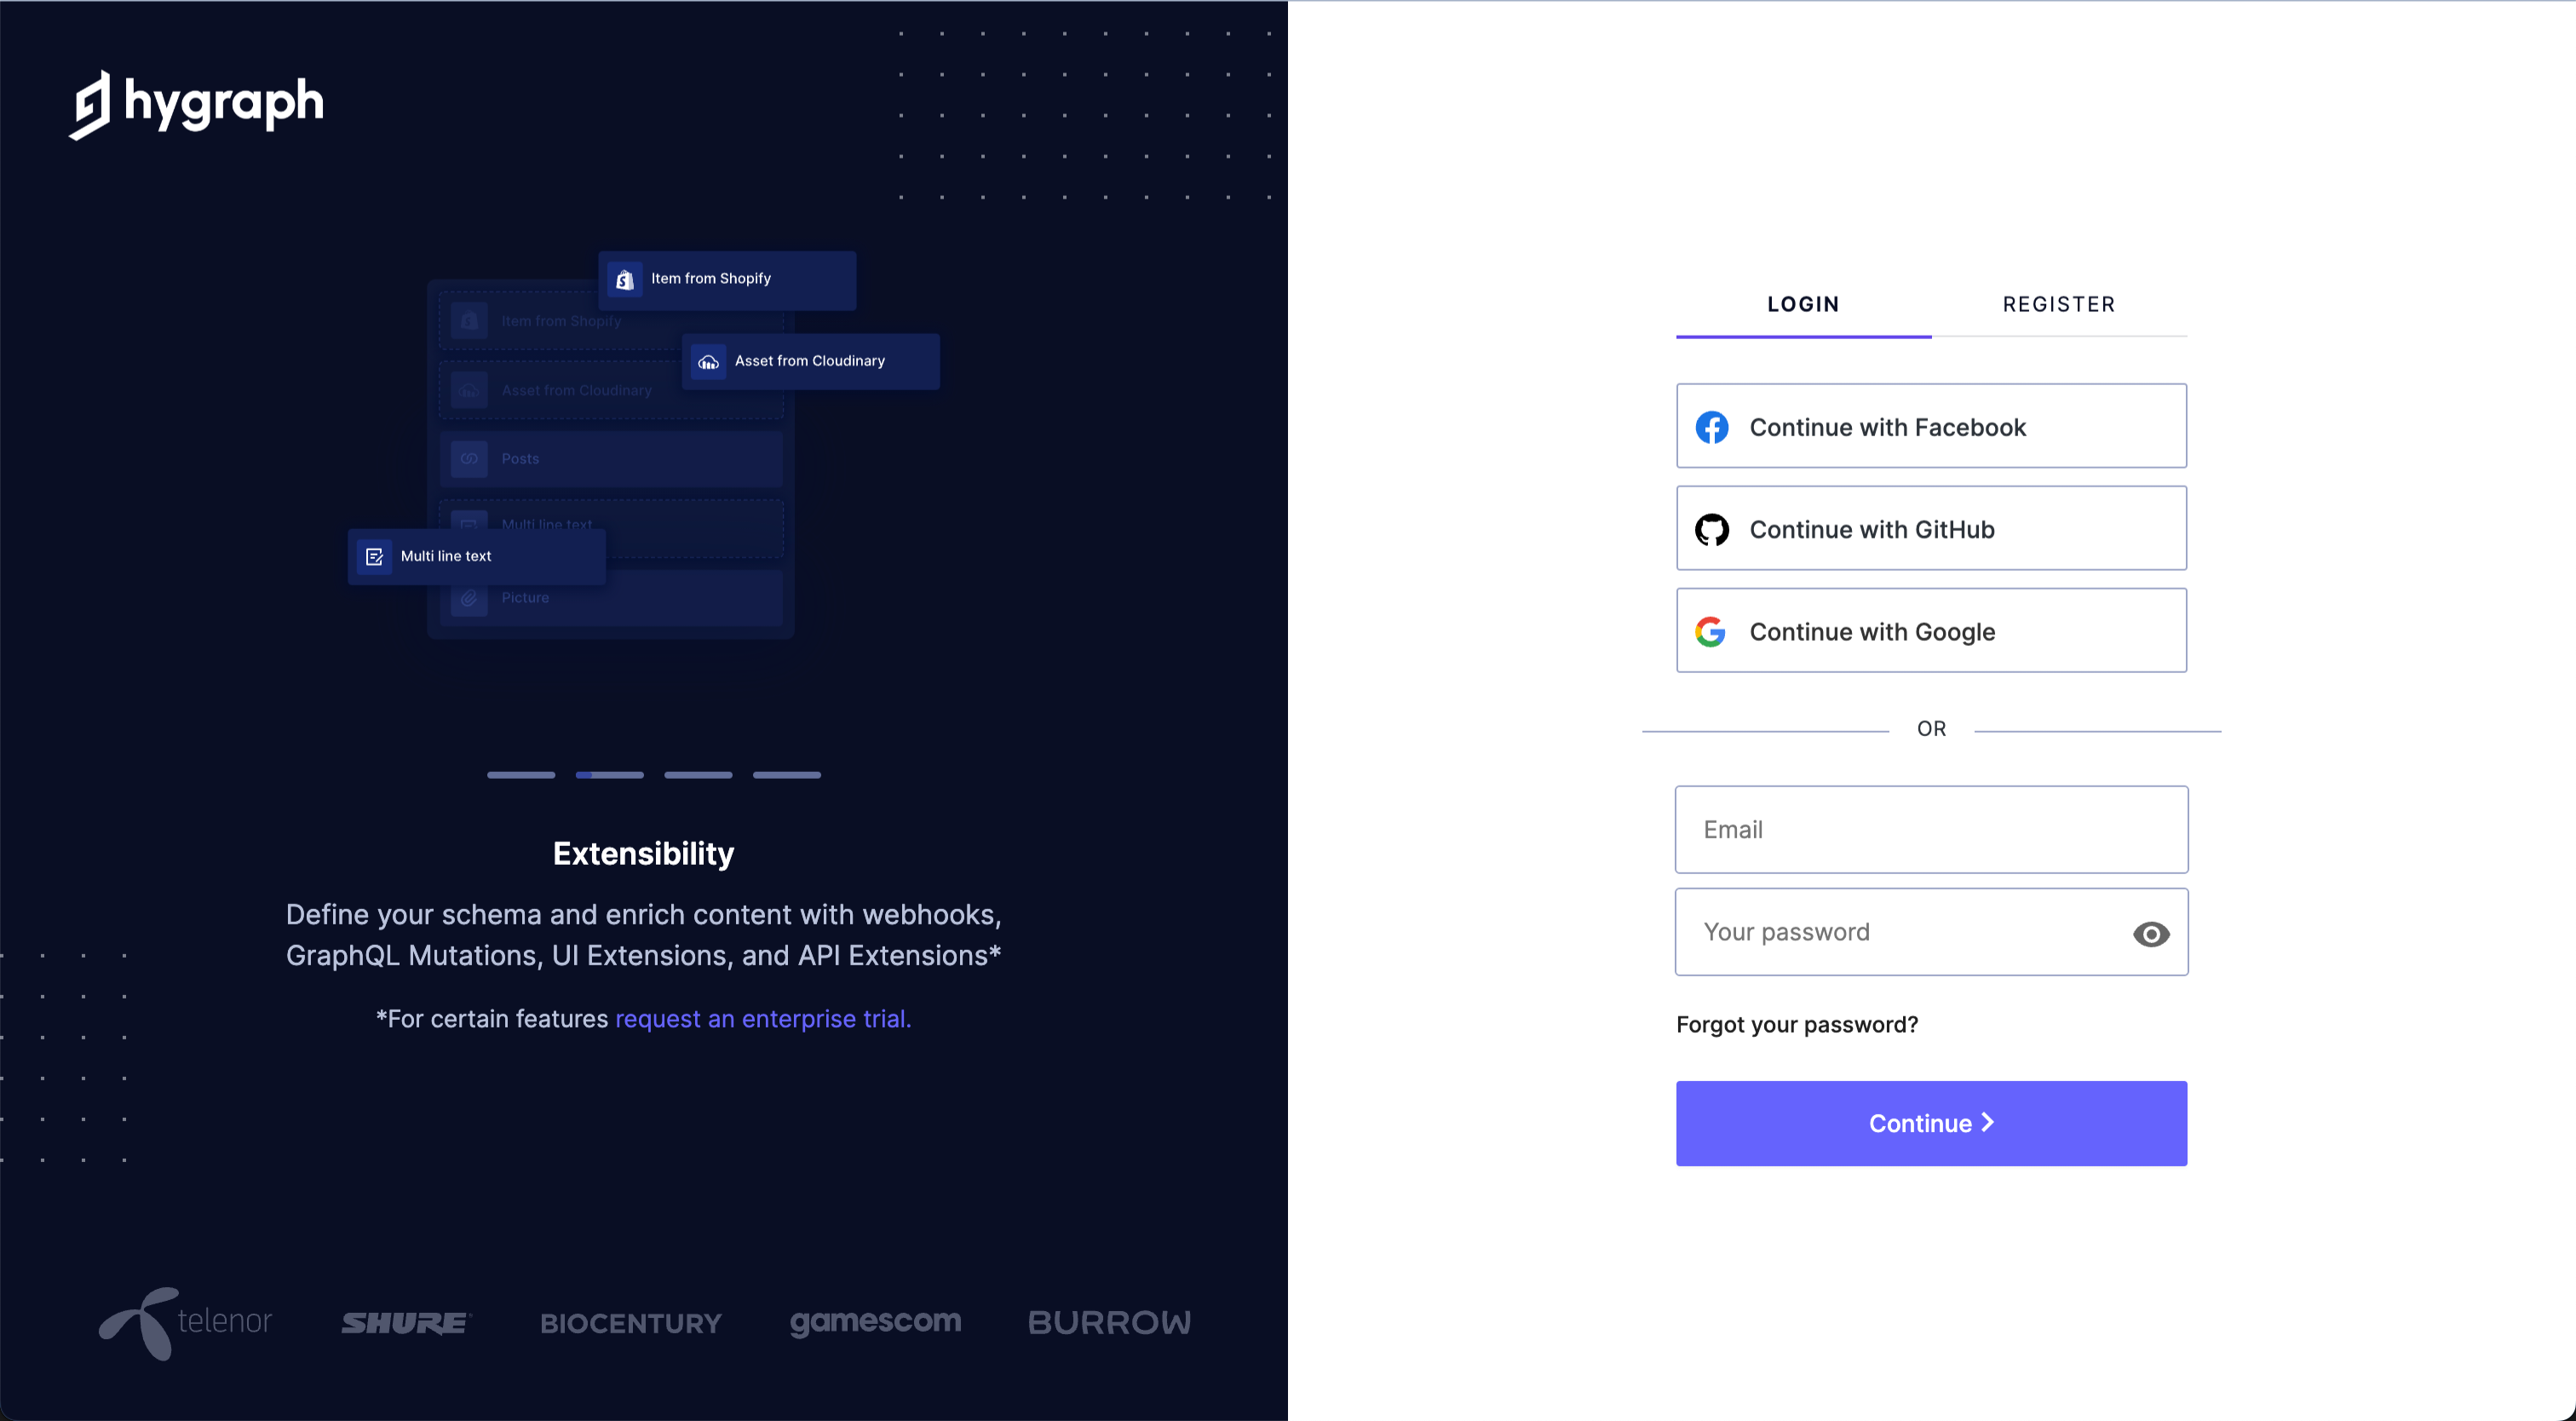 hygraph
Item from Shopify
Item from Shopify
Asset from Cloudinary
Asset from Cloudinary
Posts
Multi line text
Multi line text
Picture
Extensibility
Define your schema and enrich content with webhooks,
GraphQL Mutations, UI Extensions, and API Extensions*
*For certain features request an enterprise trial.
telenor
SHURE
BIOCENTURY
gamescom
BURROW
LOGIN
REGISTER
Continue with Facebook
Continue with GitHub
Continue with Google
OR
Email
Your password
Forgot your password?
Continue